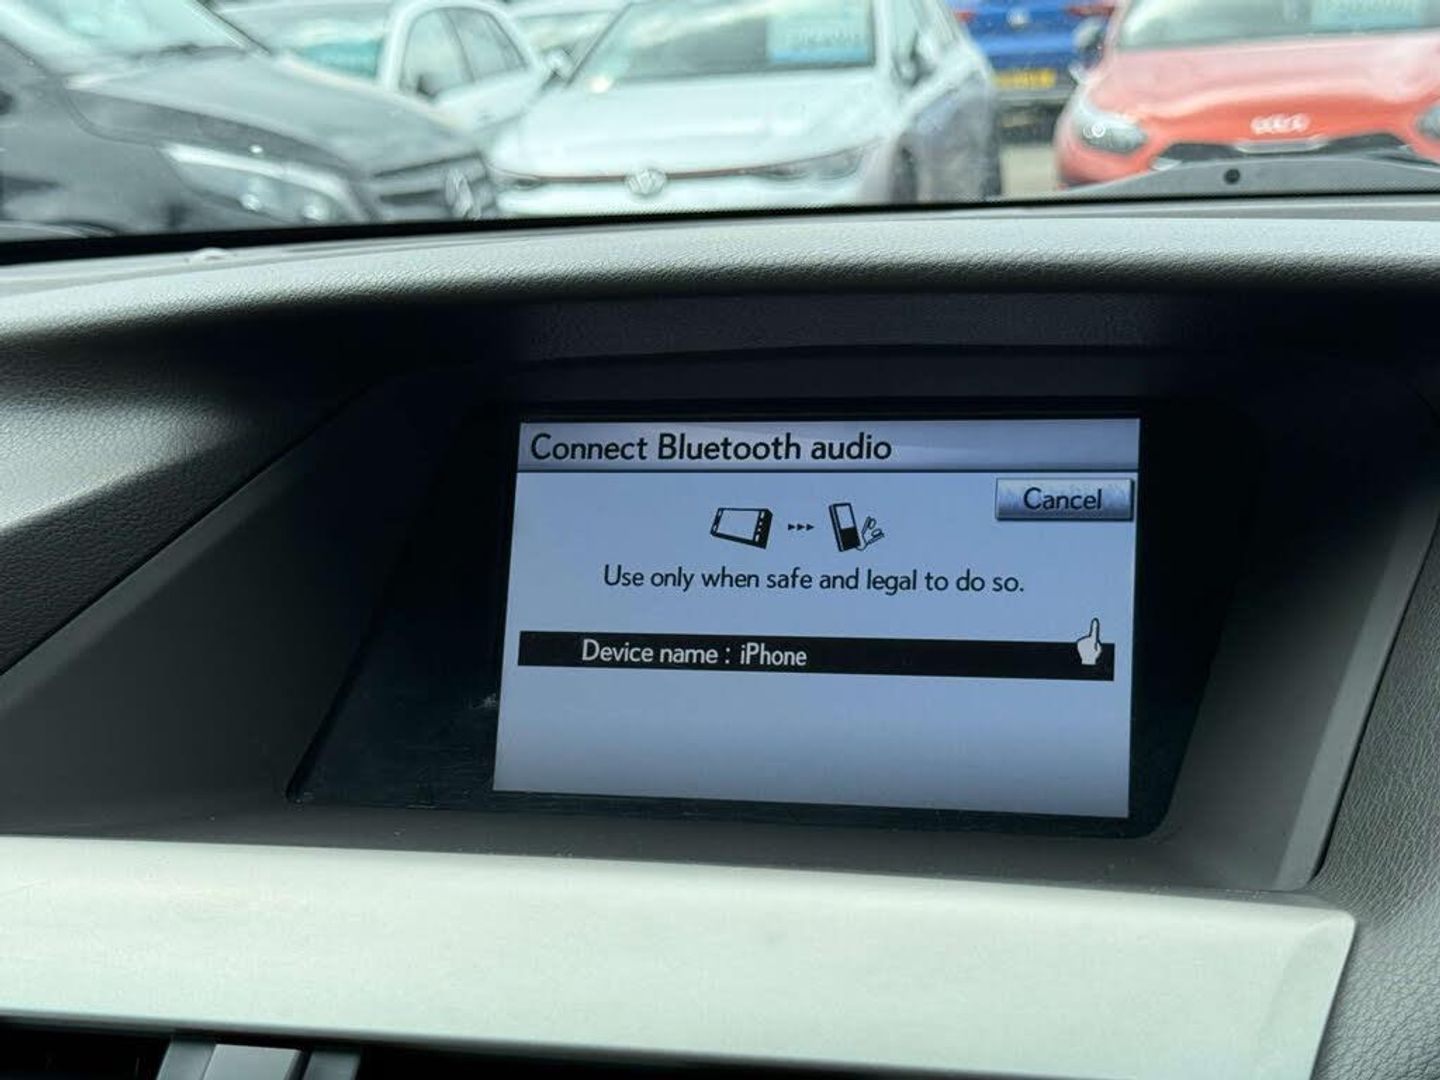 Connect Bluetooth audio
Cancel
Use only when safe and legal to do so.
Device name : iPhone